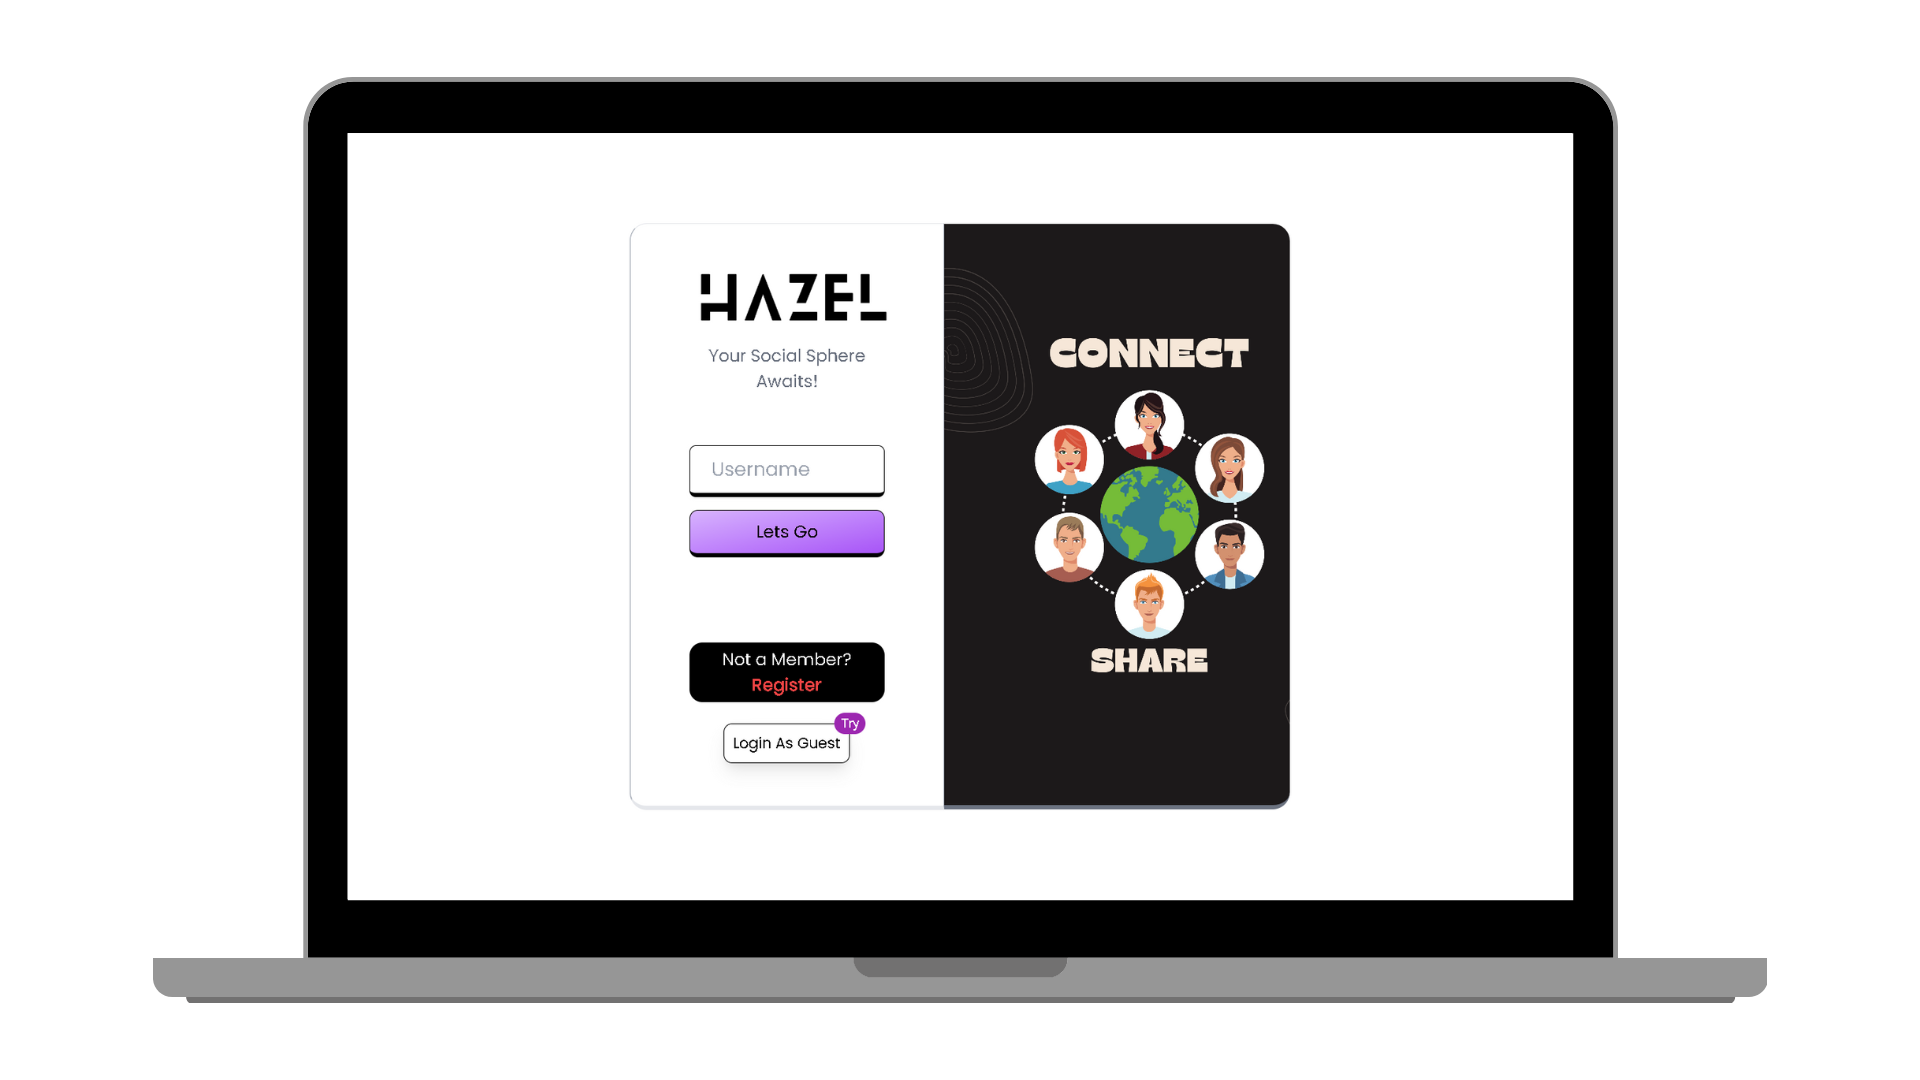 HAZEL
Your Social Sphere
Awaits!
Username
Lets Go
Not a Member?
Register
Try
Login As Guest
CONNECT
SHARE